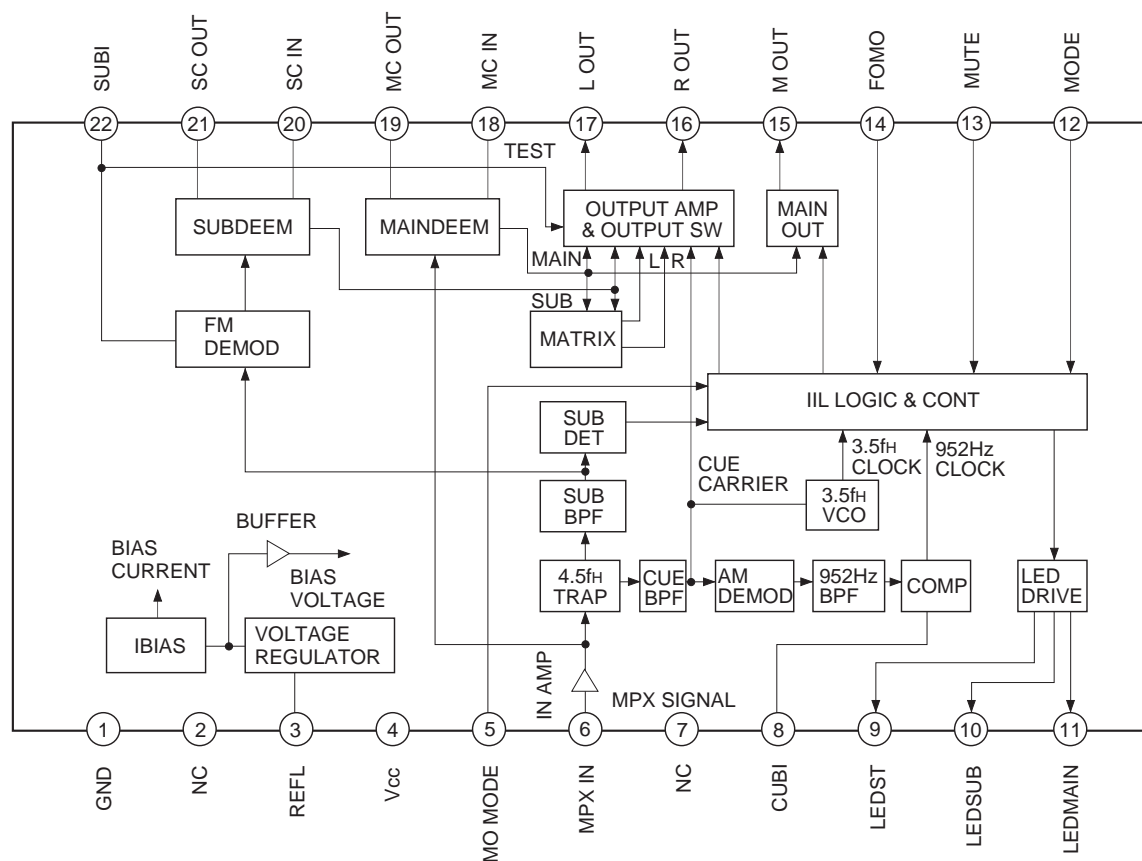 SUBI
SC OUT
SC IN
MC OUT
MC IN
L OUT
R OUT
M OUT
FOMO
MUTE
MODE
22
21
20
19
18
17
16
15
14
13
12
TEST
SUBDEEM
MAINDEEM
OUTPUT AMP
& OUTPUT SW
MAIN
OUT
MAIN
L R
SUB
FM
DEMOD
MATRIX
IIL LOGIC & CONT
SUB
DET
3.5fH
CLOCK
952Hz
CLOCK
CUE
CARRIER
SUB
BPF
3.5fH
VCO
BUFFER
BIAS
CURRENT
BIAS
VOLTAGE
4.5fH
TRAP
CUE
BPF
AM
DEMOD
952Hz
BPF
COMP
LED
DRIVE
IBIAS
VOLTAGE
REGULATOR
IN AMP
MPX SIGNAL
1
2
3
4
5
6
7
8
9
10
11
GND
NC
REFL
Vcc
MO MODE
MPX IN
NC
CUBI
LEDST
LEDSUB
LEDMAIN